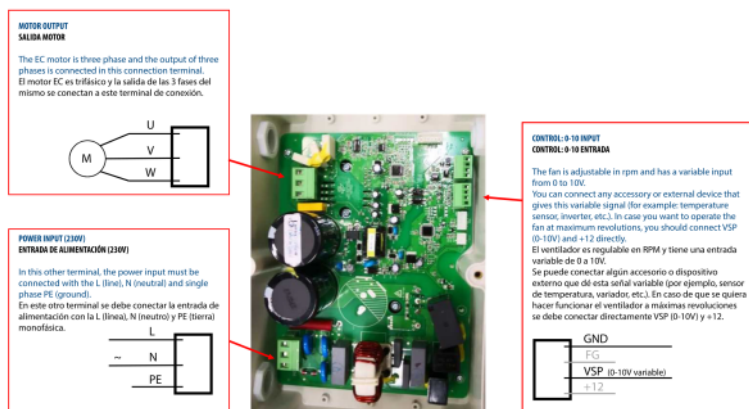 MOTOR OUTPUT
SALIDA MOTOR
The EC motor is three phase and the output of three
phases is connected in this connection terminal.
El motor EC es trifásico y la salida de las 3 fases del
mismo se conectan a este terminal de conexión.
U
V
W
M
POWER INPUT (230V)
ENTRADA DE ALIMENTACIÓN (230V)
In this other terminal, the power input must be
connected with the L (line), N (neutral) and single
phase PE (ground).
En este otro terminal se debe conectar la entrada de
alimentación con la L (línea), N (neutro) y PE (tierra)
monofásica.
L
~ N
PE
CONTROL: 0-10 INPUT
CONTROL: 0-10 ENTRADA
The fan is adjustable in rpm and has a variable input
from 0 to 10V.
You can connect any accessory or external device that
gives this variable signal (for example: temperature
sensor, inverter, etc.). In case you want to operate the
fan at maximum revolutions, you should connect VSP
(0-10V) and +12 directly.
El ventilador es regulable en RPM y tiene una entrada
variable de 0 a 10V.
Se puede conectar algún accesorio o dispositivo
externo que dé esta señal variable (por ejemplo, sensor
de temperatura, variador, etc.). En caso de que se quiera
hacer funcionar el ventilador a máximas revoluciones
se debe conectar directamente VSP (0-10V) y +12.
GND
FG
VSP (0-10V variable)
+12